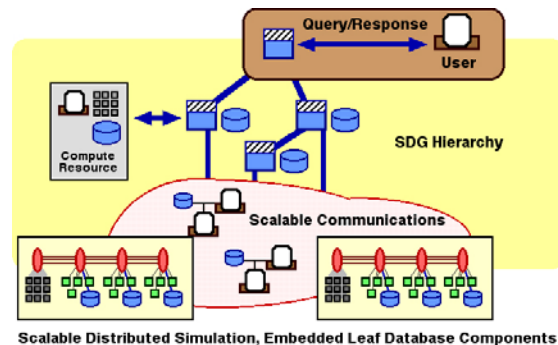 Query/Response
User
Compute
Resource
SDG Hierarchy
Scalable Communications
Scalable Distributed Simulation, Embedded Leaf Database Components